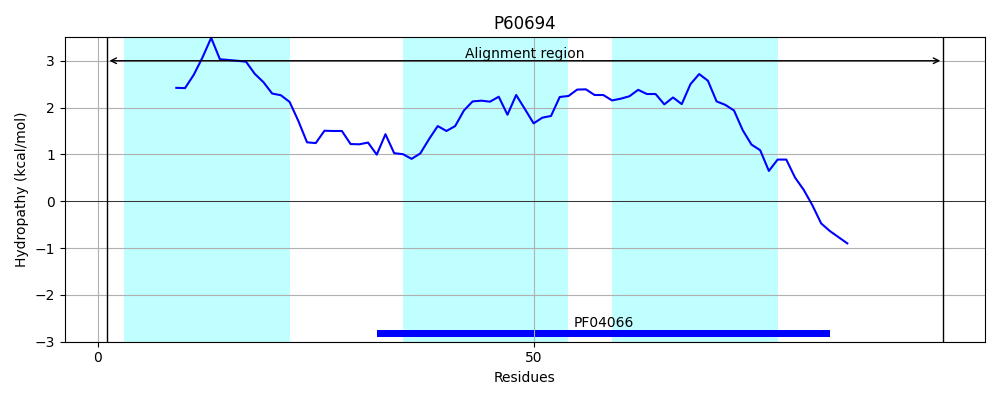 P60694
Alignment region
3
2
1
0
−1
−2
−3
Hydropathy (kcal/mol)
PF04066
0
50
Residues